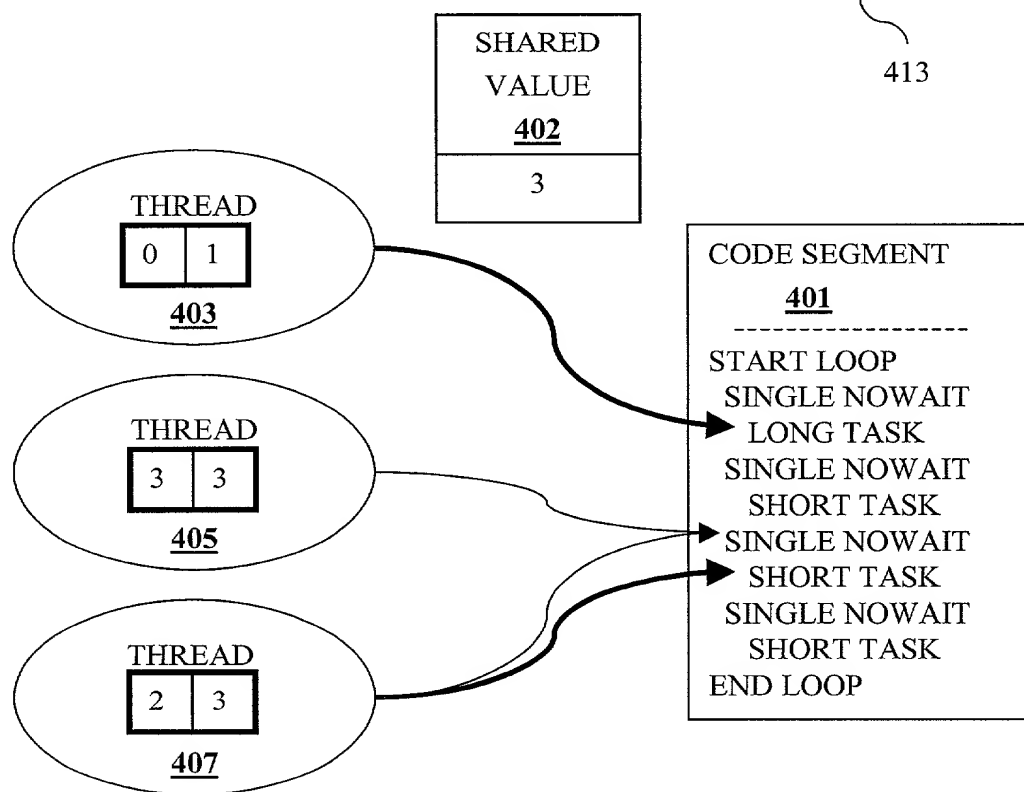 413
SHARED
VALUE
402
3
THREAD
0 1
403
THREAD
3 3
405
THREAD
2 3
407
CODE SEGMENT
401
--------------------
START LOOP
SINGLE NOWAIT
LONG TASK
SINGLE NOWAIT
SHORT TASK
SINGLE NOWAIT
SHORT TASK
SINGLE NOWAIT
SHORT TASK
END LOOP